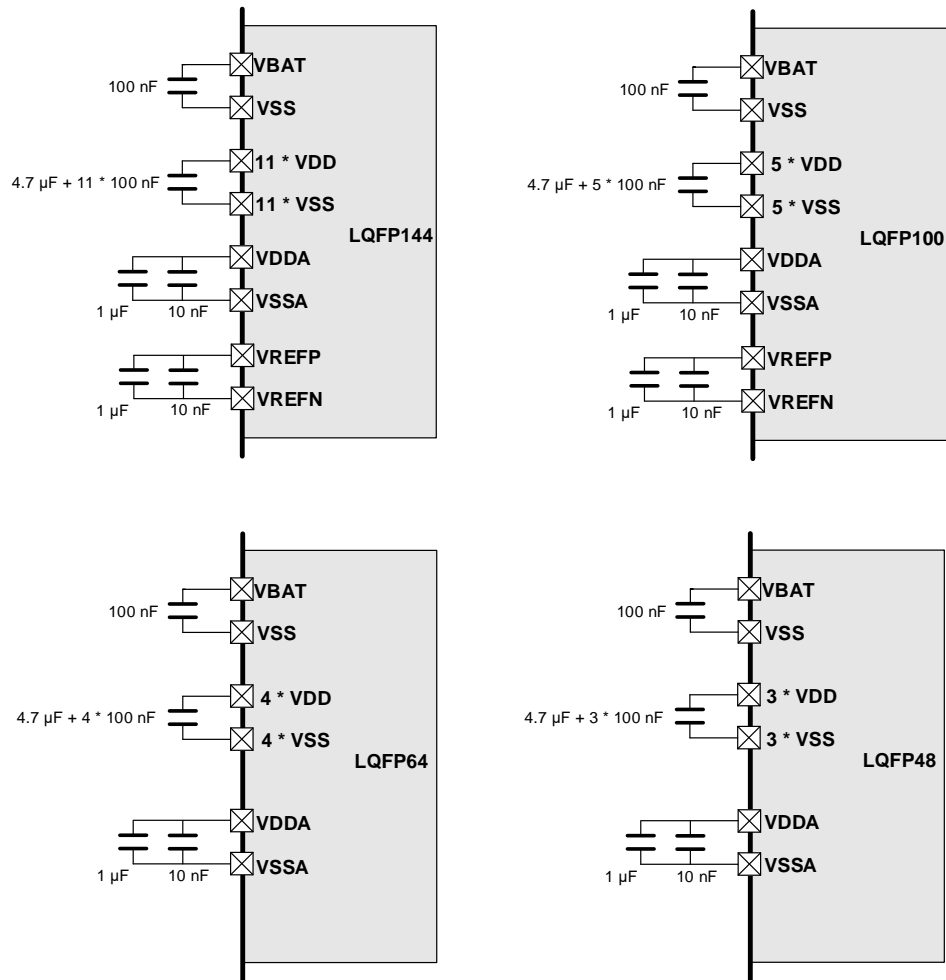 VBAT
100 nF
VSS
11 * VDD
4.7 µF + 11 * 100 nF
11 * VSS
LQFP144
VDDA
VSSA
1 µF
10 nF
VREFP
VREFN
1 µF
10 nF
VBAT
100 nF
VSS
5 * VDD
4.7 µF + 5 * 100 nF
5 * VSS
LQFP100
VDDA
VSSA
1 µF
10 nF
VREFP
VREFN
1 µF
10 nF
VBAT
100 nF
VSS
4 * VDD
4.7 µF + 4 * 100 nF
4 * VSS
LQFP64
VDDA
VSSA
1 µF
10 nF
VBAT
100 nF
VSS
3 * VDD
4.7 µF + 3 * 100 nF
3 * VSS
LQFP48
VDDA
VSSA
1 µF
10 nF